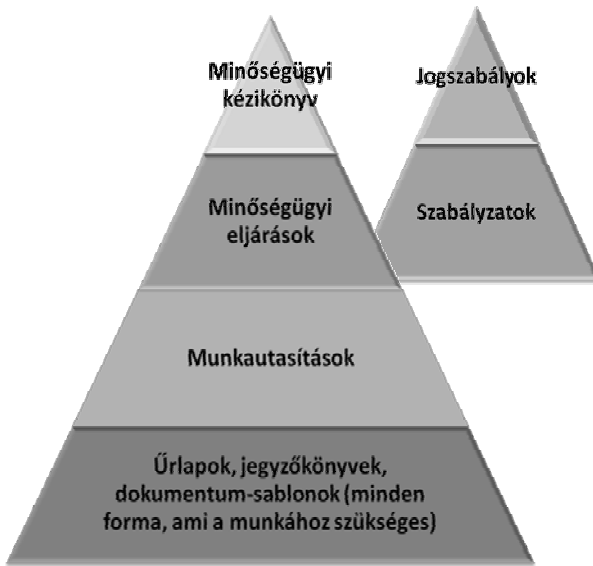 Minőségügyi
kézikönyv
Jogszabályok
Minőségügyi
eljárások
Szabályzatok
Munkautasítások
Űrlapok, jegyzőkönyvek,
dokumentum-sablonok (minden
forma, ami a munkához szükséges)